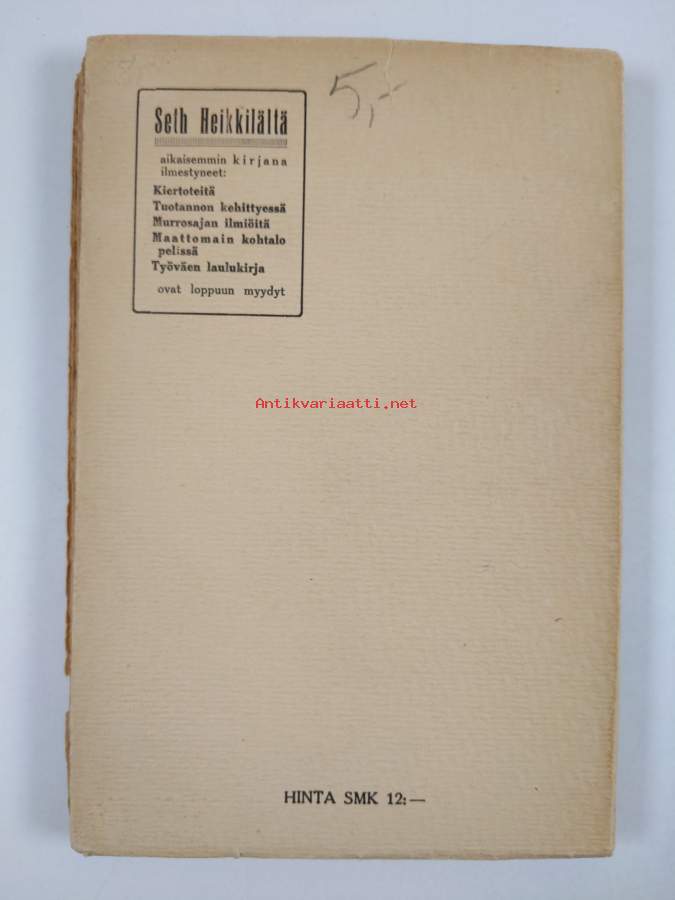 5,-
Seth Heikkilältä
aikaisemmin kirjana
ilmestyneet:
Kiertoteitä
Tuotannon kehittyessä
Murrosajan ilmiöitä
Maattomain kohtalo
pelissä
Työväen laulukirja
ovat loppuun myydyt
Antikvariaatti.net
HINTA SMK 12:—